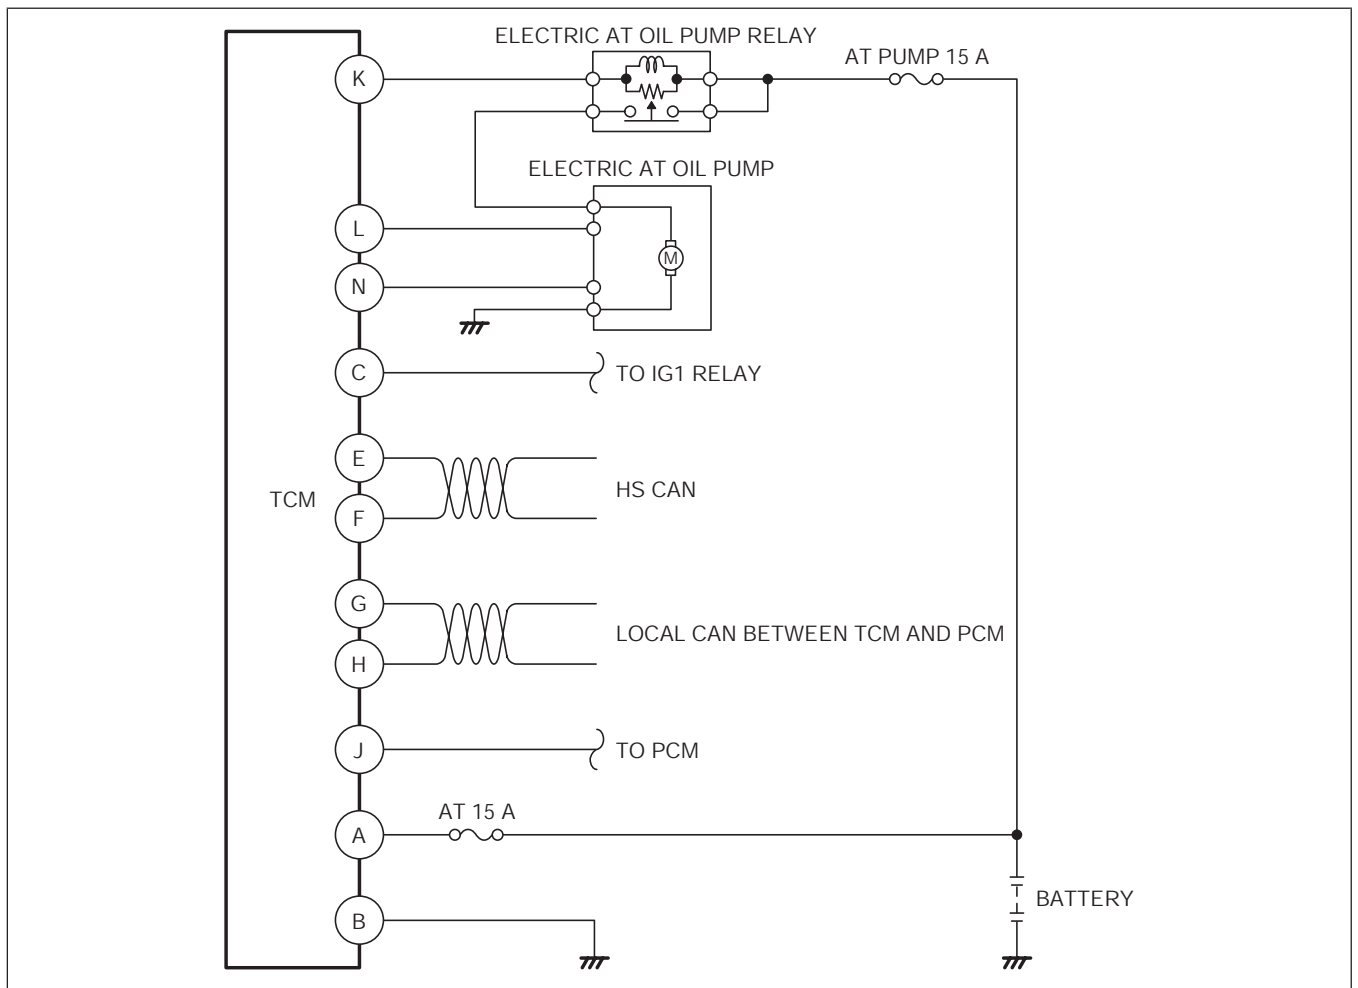 ELECTRIC AT OIL PUMP RELAY
AT PUMP 15 A
K
ELECTRIC AT OIL PUMP
L
M
N
C
TO IG1 RELAY
E
HS CAN
TCM
F
G
LOCAL CAN BETWEEN TCM AND PCM
H
J
TO PCM
AT 15 A
A
BATTERY
B